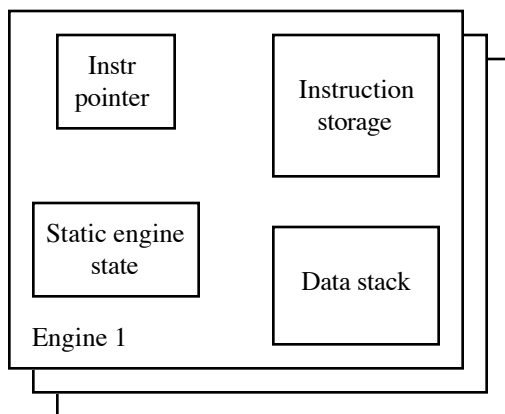 Instr
pointer
Instruction
storage
Static engine
state
Data stack
Engine 1